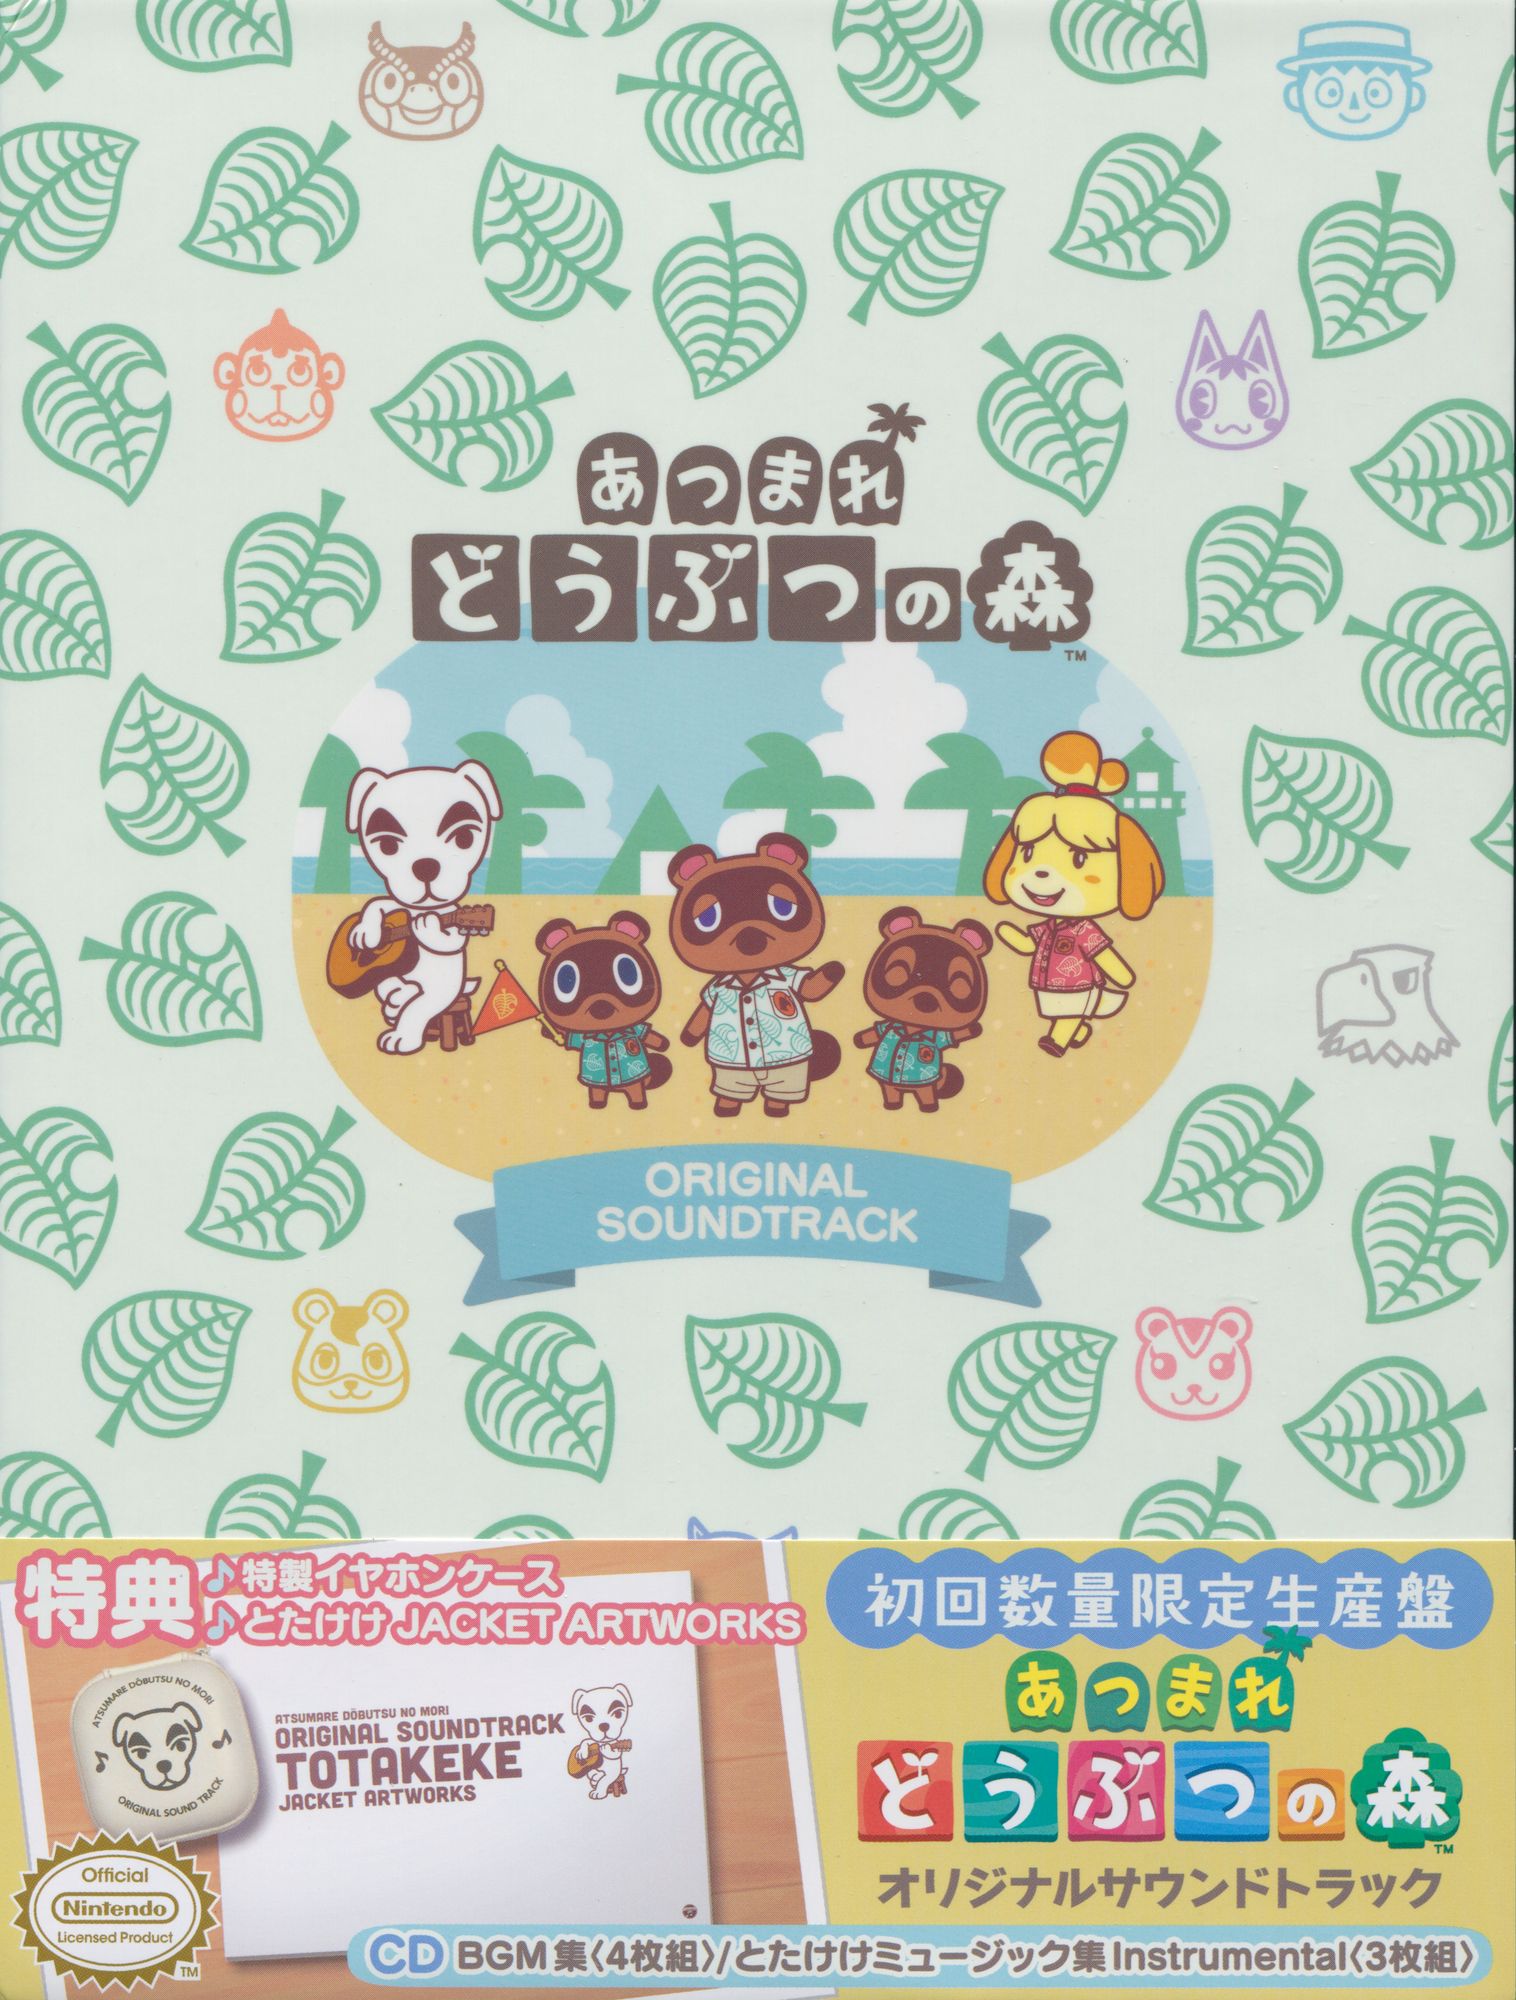 あつまれ
どうぶつの森
TM
ORIGINAL
SOUNDTRACK
特典
♪特製イヤホンケース
♪とたけけ JACKET ARTWORKS
ATSUMARE DŌBUTSU NO MORI
ORIGINAL SOUND TRACK
ATSUMARE DŌBUTSU NO MORI
ORIGINAL SOUNDTRACK
TOTAKEKE
JACKET ARTWORKS
Official
Nintendo
Licensed Product
TM
初回数量限定生産盤
あつまれ
どうぶつの森
TM
オリジナルサウンドトラック
CD BGM集〈4枚組〉/とたけけミュージック集 Instrumental〈3枚組〉